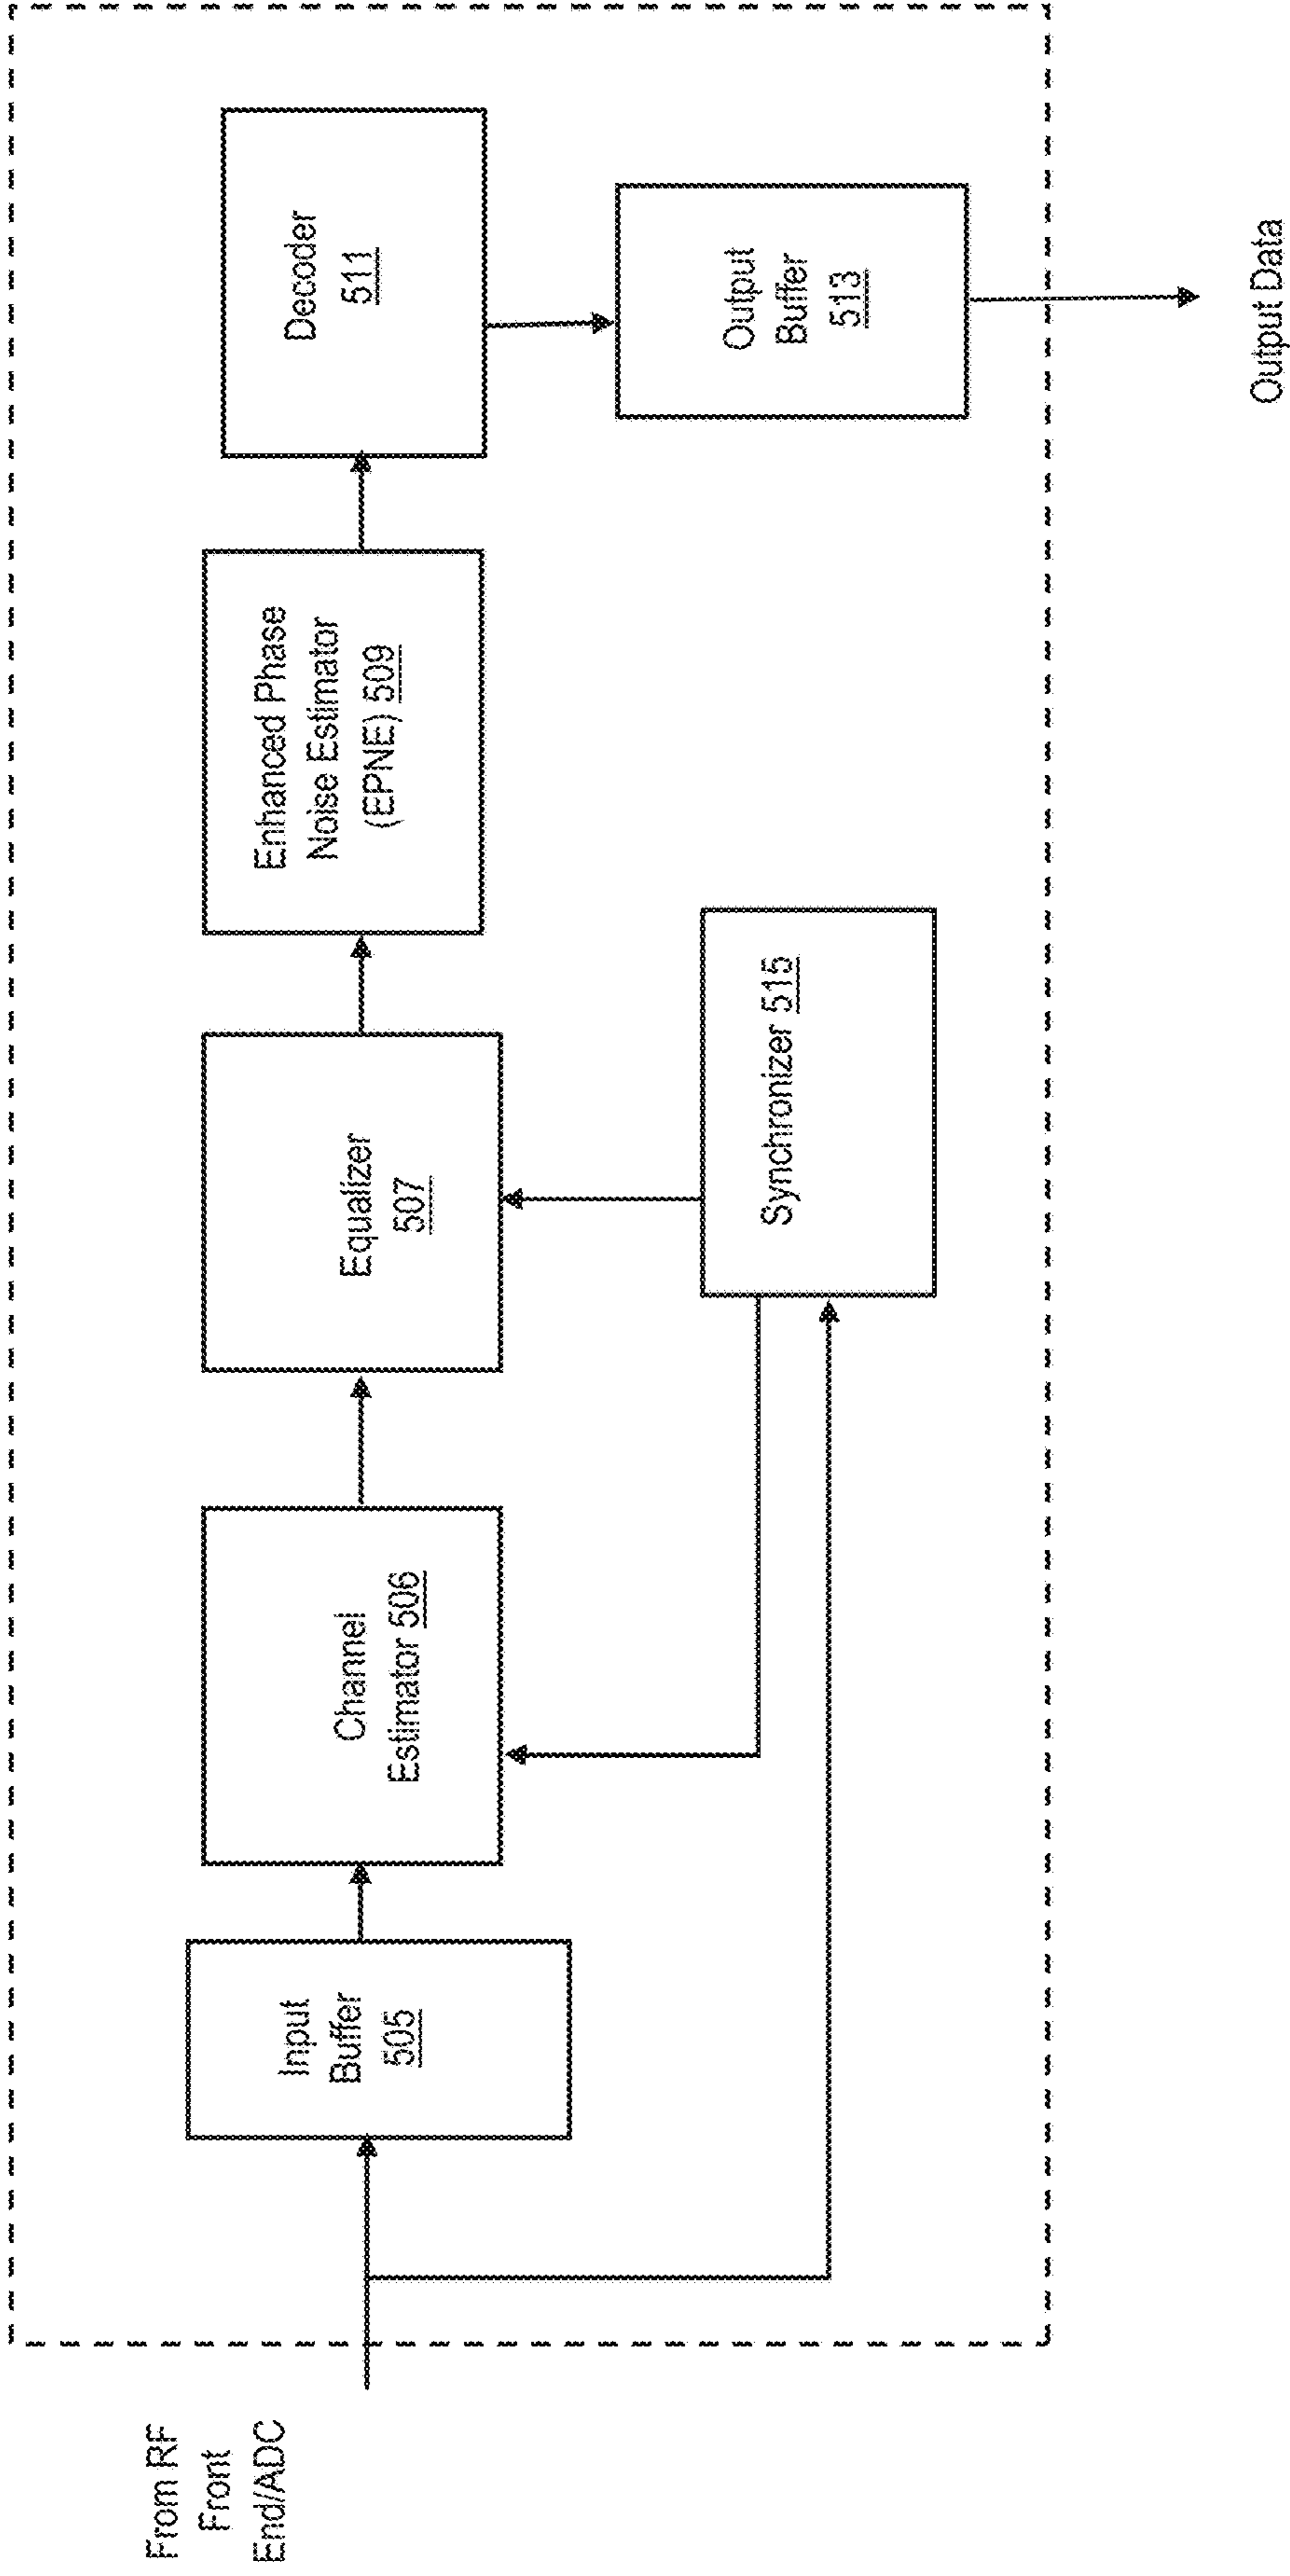 From RF
Front
End/ADC
Input
Buffer
505
Channel
Estimator 506
Equalizer
507
Enhanced Phase
Noise Estimator
(EPNE) 509
Decoder
511
Synchronizer 515
Output
Buffer
513
Output Data